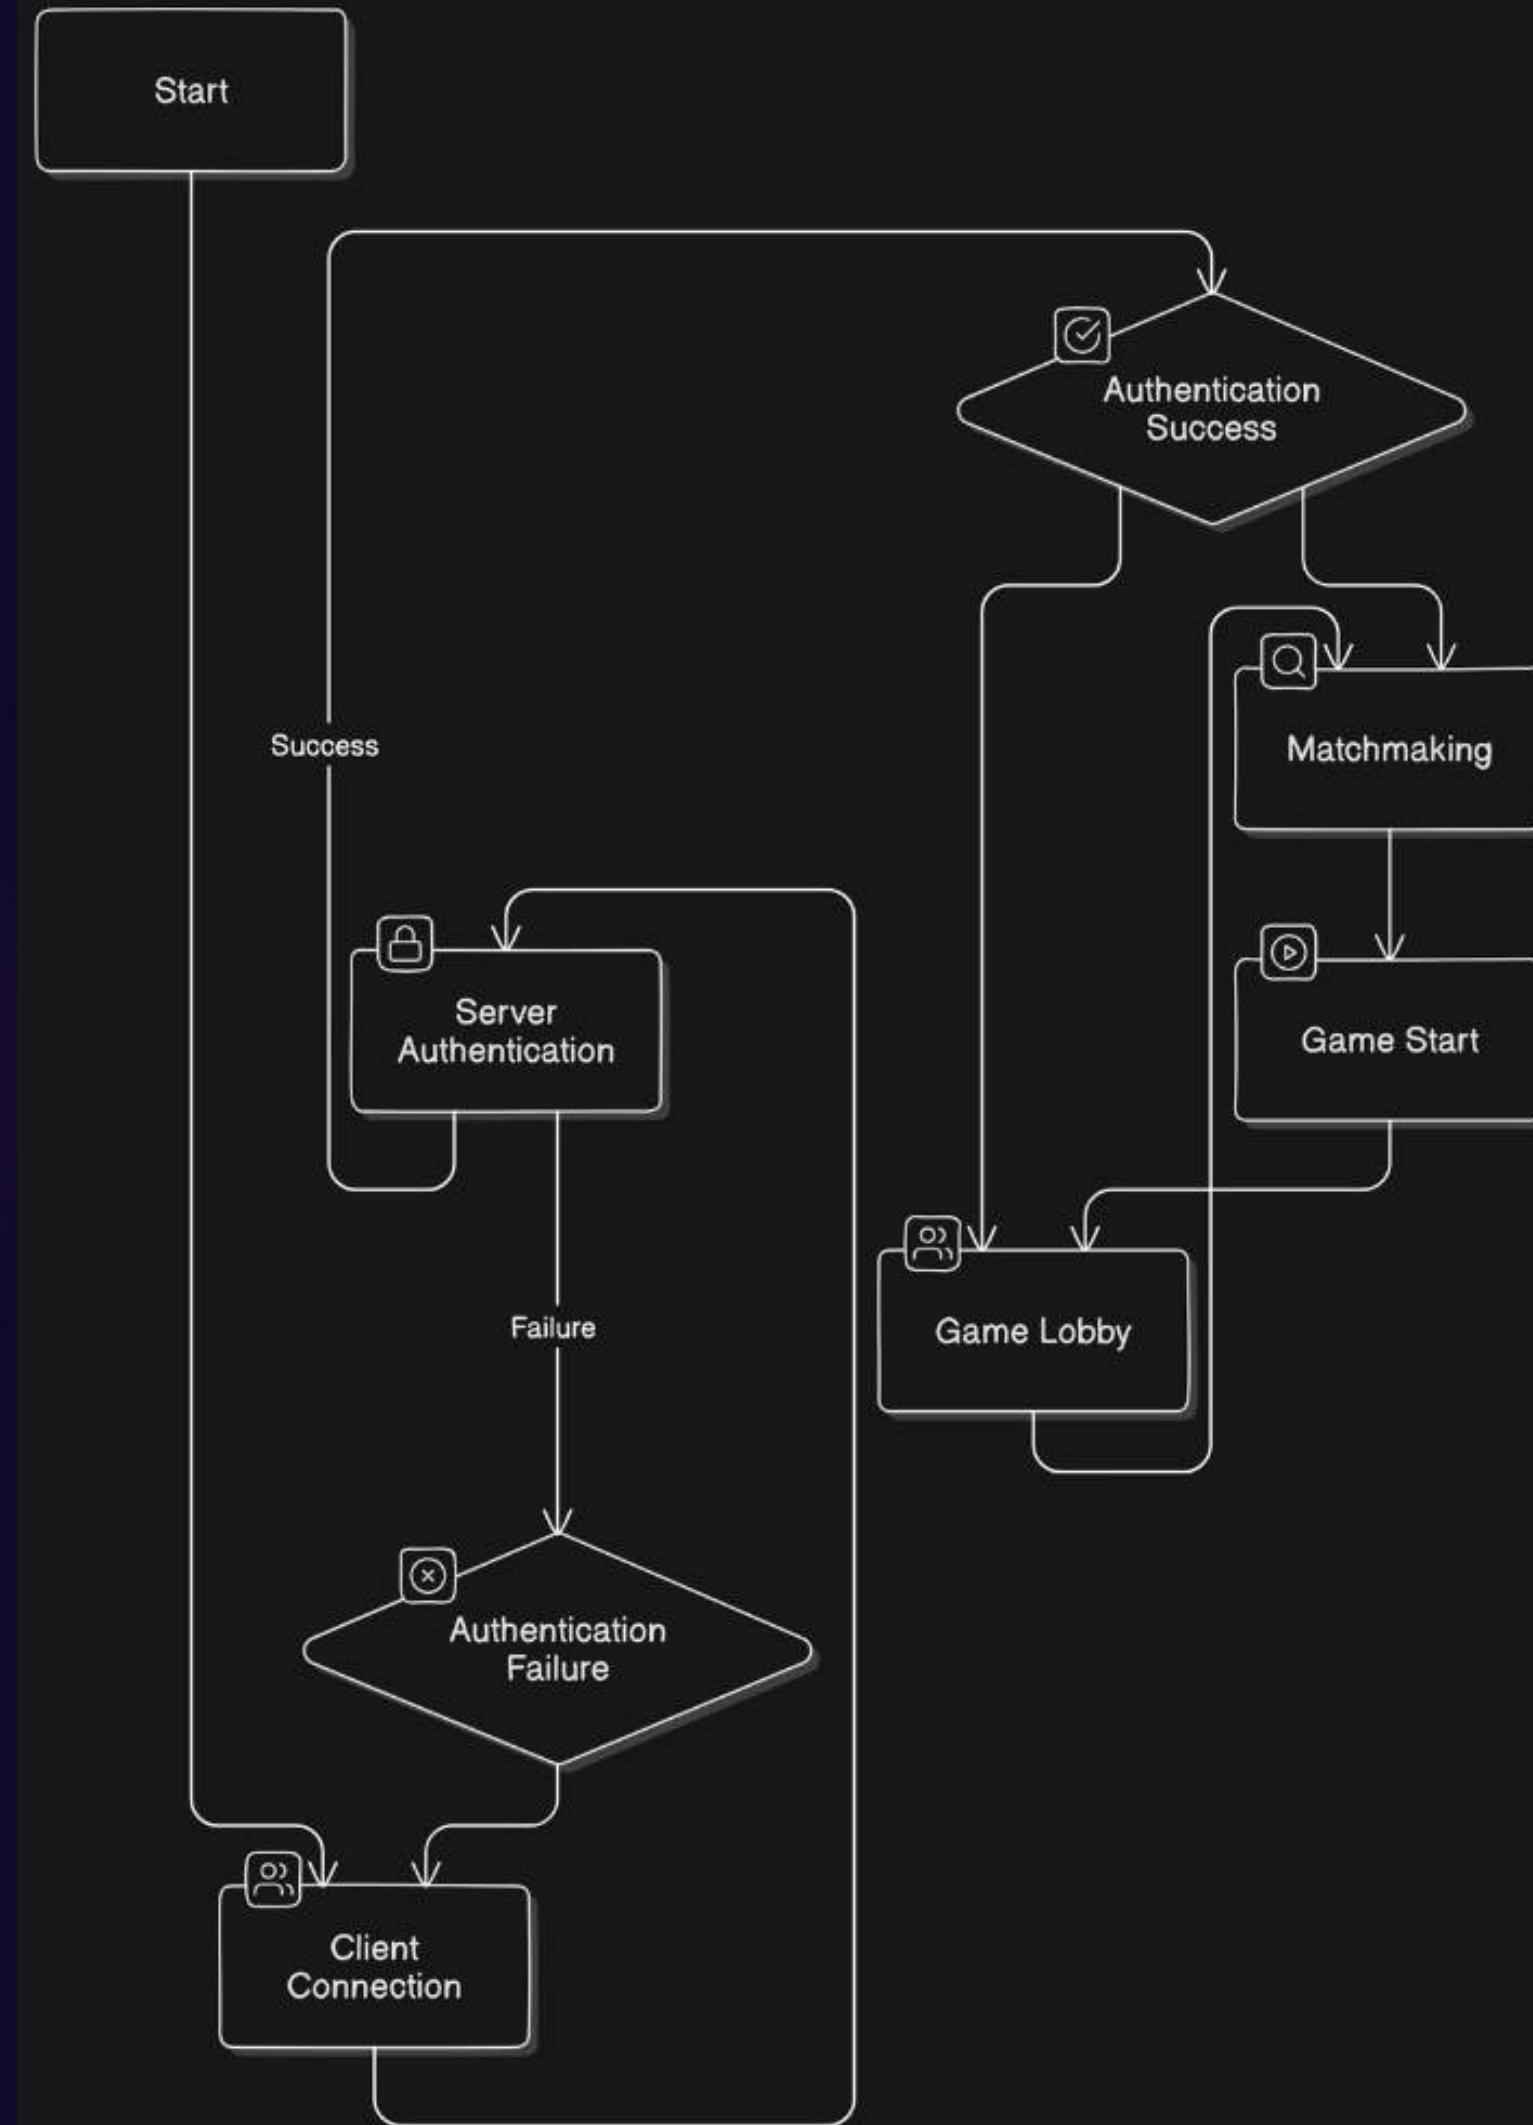 Start
Authentication
Success
Success
Matchmaking
Server
Authentication
Game Start
Failure
Game Lobby
Authentication
Failure
Client
Connection